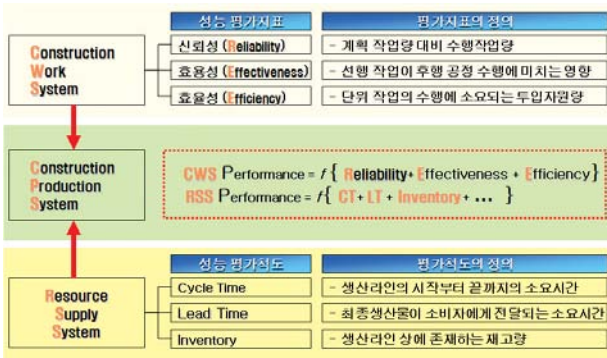 성능 평가지표 평가지표의 정의
Construction
Work
System
신뢰성 (Reliability) - 계획 작업량 대비 수행작업량
효용성 (Effectiveness) - 선행 작업이 후행 공정 수행에 미치는 영향
효율성 (Efficiency) - 단위 작업의 수행에 소요되는 투입자원량
Construction
Production
System
CWS Performance = f { Reliability+ Effectiveness + Efficiency}
RSS Performance = f{ CT + LT + Inventory + ... }
성능 평가척도 평가척도의 정의
Resource
Supply
System
Cycle Time - 생산라인의 시작부터 끝까지의 소요시간
Lead Time - 최종생산물이 소비자에게 전달되는 소요시간
Inventory - 생산라인 상에 존재하는 재고량